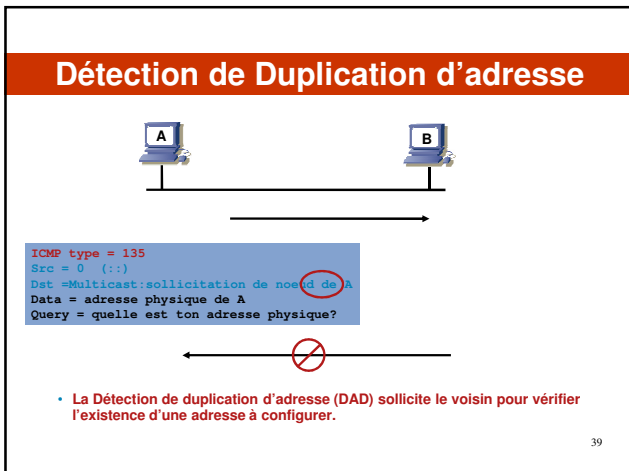 Détection de Duplication d'adresse
A
B
ICMP type = 135
Src = 0 (::)
Dst =Multicast:sollicitation de noeud de A
Data = adresse physique de A
Query = quelle est ton adresse physique?
• La Détection de duplication d'adresse (DAD) sollicite le voisin pour vérifier
l'existence d'une adresse à configurer.
39